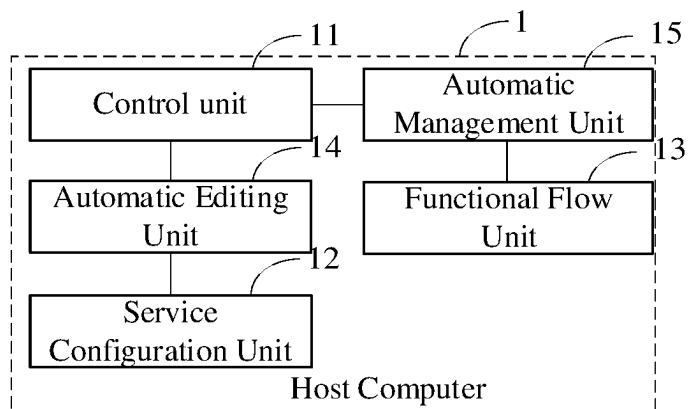 11
1
15
Control unit
Automatic
Management Unit
14
13
Automatic Editing
Unit
Functional Flow
Unit
12
Service
Configuration Unit
Host Computer